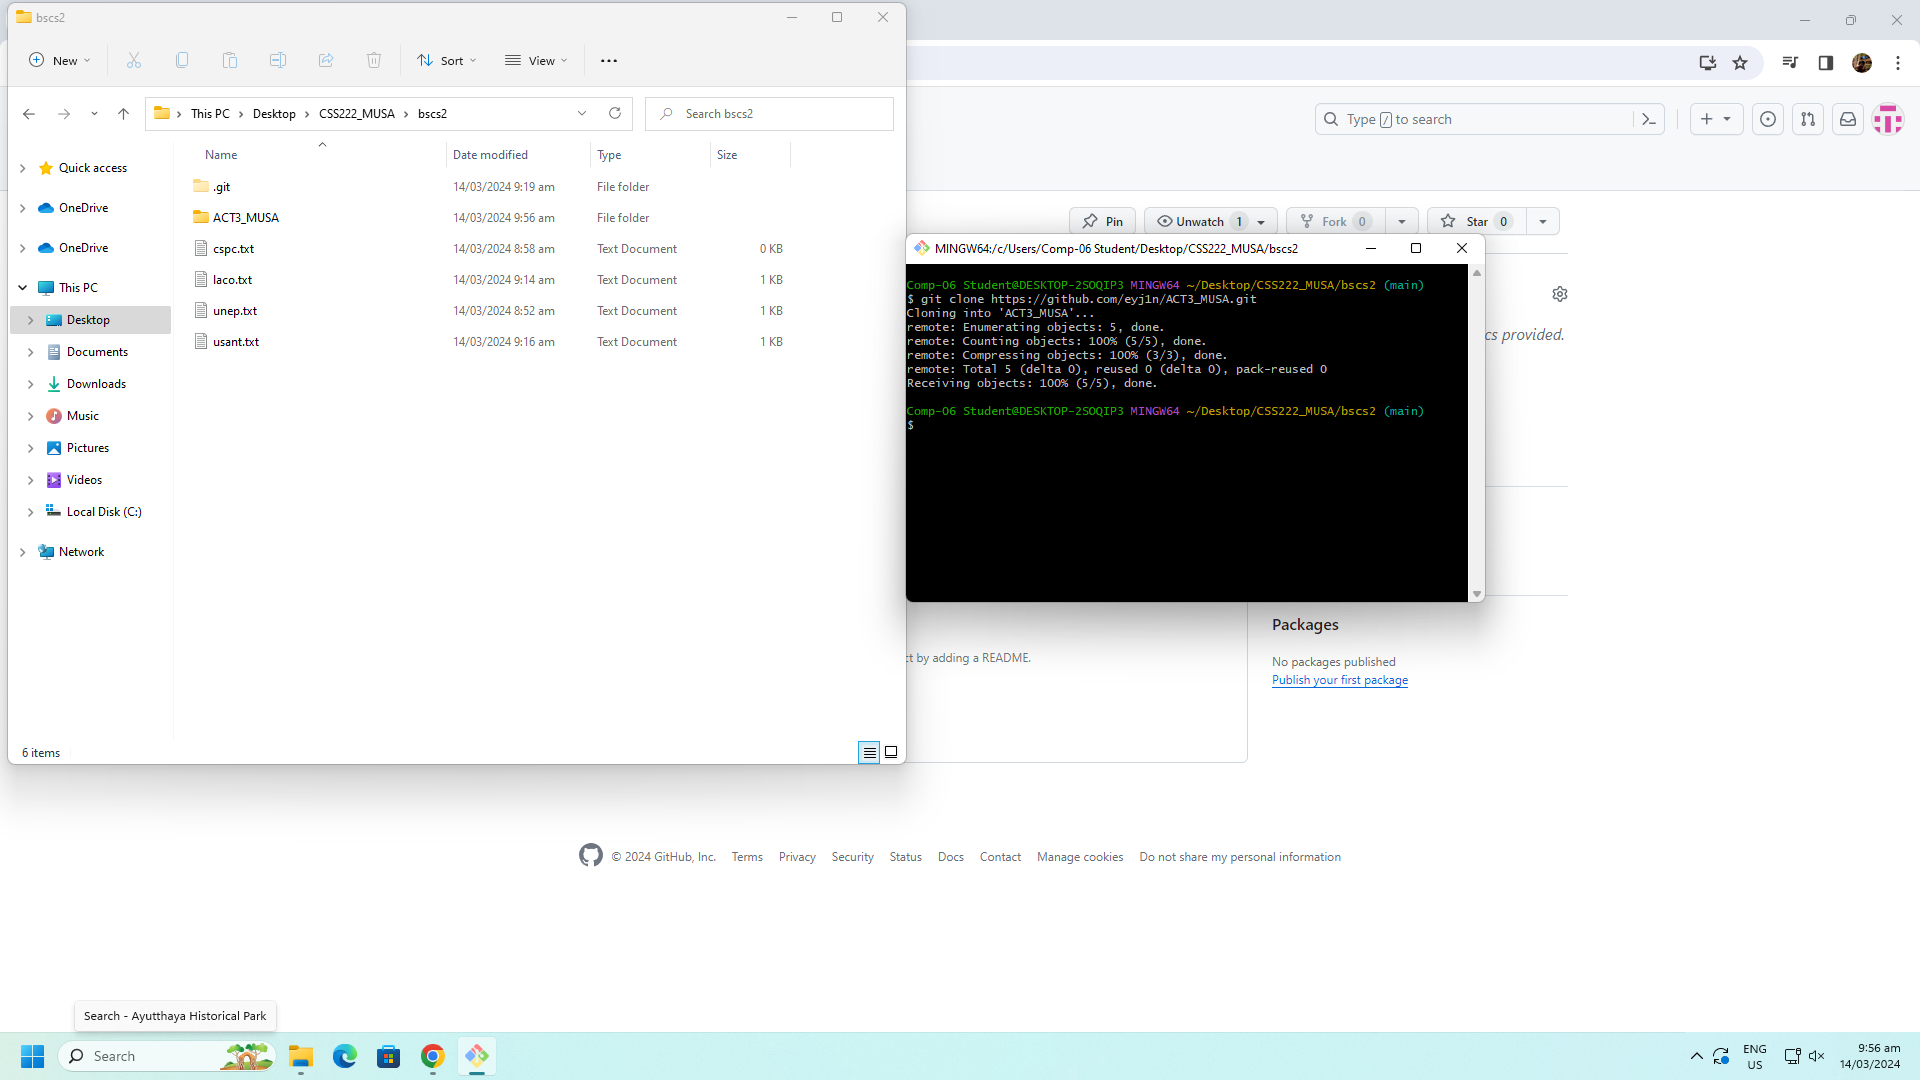 bscs2
New
Sort
View
This PC
Desktop
CSS222_MUSA
bscs2
Search bscs2
Name
Date modified
Type
Size
.git 14/03/2024 9:19 am File folder
ACT3_MUSA 14/03/2024 9:56 am File folder
cspc.txt 14/03/2024 8:58 am Text Document 0 KB
laco.txt 14/03/2024 9:14 am Text Document 1 KB
unep.txt 14/03/2024 8:52 am Text Document 1 KB
usant.txt 14/03/2024 9:16 am Text Document 1 KB
Quick access
OneDrive
OneDrive
This PC
Desktop
Documents
Downloads
Music
Pictures
Videos
Local Disk (C:)
Network
6 items
Type / to search
Pin
Unwatch 1
Fork 0
Star 0
cs provided.
MINGW64:/c/Users/Comp-06 Student/Desktop/CSS222_MUSA/bscs2
Comp-06 Student@DESKTOP-2SOQIP3 MINGW64 ~/Desktop/CSS222_MUSA/bscs2 (main)
$ git clone https://github.com/eyj1n/ACT3_MUSA.git
Cloning into 'ACT3_MUSA'...
remote: Enumerating objects: 5, done.
remote: Counting objects: 100% (5/5), done.
remote: Compressing objects: 100% (3/3), done.
remote: Total 5 (delta 0), reused 0 (delta 0), pack-reused 0
Receiving objects: 100% (5/5), done.
Comp-06 Student@DESKTOP-2SOQIP3 MINGW64 ~/Desktop/CSS222_MUSA/bscs2 (main)
$
ct by adding a README.
Packages
No packages published
Publish your first package
© 2024 GitHub, Inc. Terms Privacy Security Status Docs Contact Manage cookies Do not share my personal information
Search - Ayutthaya Historical Park
Search
ENG
US
9:56 am
14/03/2024